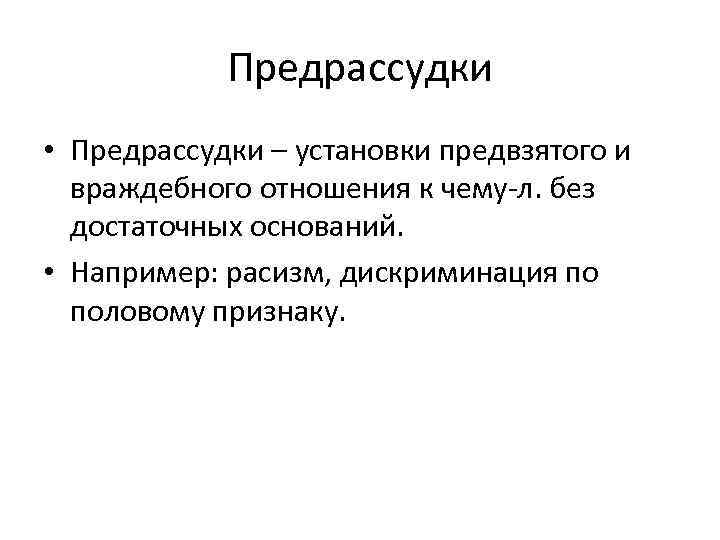 Предрассудки
• Предрассудки – установки предвзятого и
враждебного отношения к чему-л. без
достаточных оснований.
• Например: расизм, дискриминация по
половому признаку.